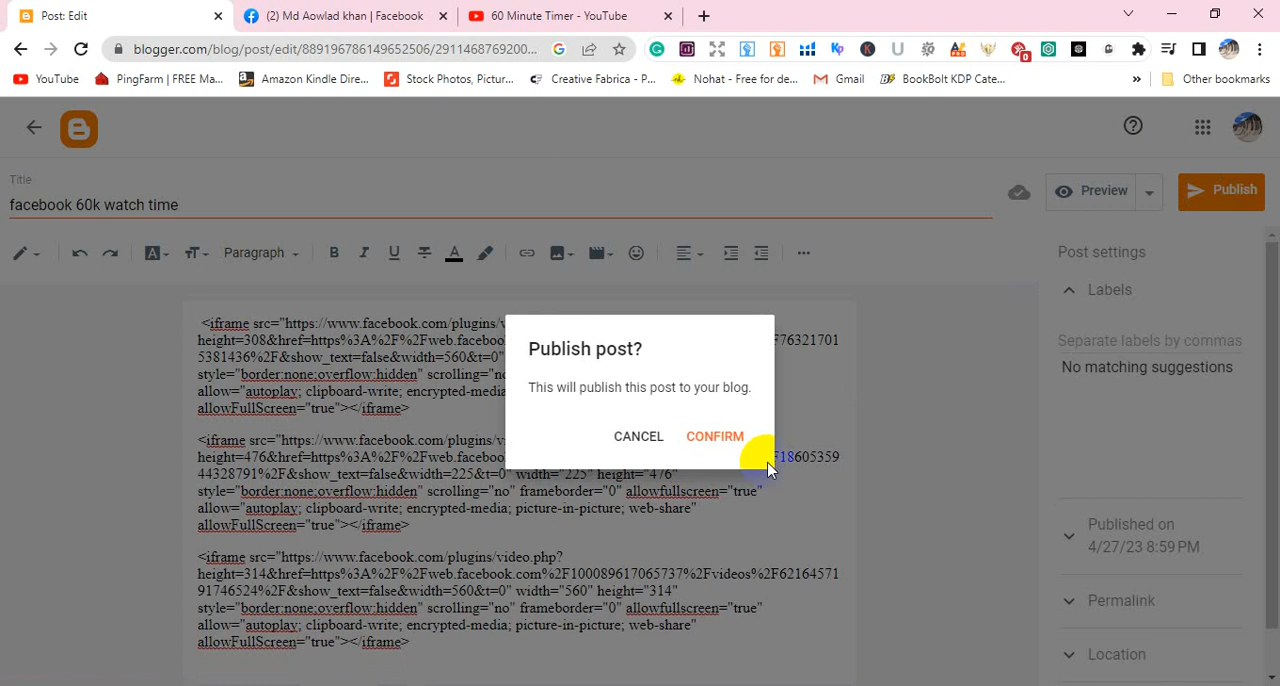 Post: Edit
(2) Md Aowlad khan | Facebook
60 Minute Timer - YouTube
blogger.com/blog/post/edit/889196786149652506/2911468769200...
YouTube
PingFarm | FREE Ma...
Amazon Kindle Dire...
Stock Photos, Pictur...
Creative Fabrica - P...
Nohat - Free for de...
Gmail
BookBolt KDP Cate...
Other bookmarks
Title
facebook 60k watch time
Preview
Publish
Paragraph
Post settings
Labels
Separate labels by commas
No matching suggestions
Published on
4/27/23 8:59 PM
Permalink
Location
<iframe src="https://www.facebook.com/plugins/v
height=308&href=https%3A%2F%2Fweb.faceboo F76321701
5381436%2F&show_text=false&width=560&t=0"
style="border:none;overflow:hidden" scrolling="no
allow="autoplay; clipboard-write; encrypted-media
allowFullScreen="true"></iframe>
<iframe src="https://www.facebook.com/plugins/v
height=476&href=https%3A%2F%2Fweb.faceboo F18605359
44328791%2F&show_text=false&width=225&t=0" width="225" height="476"
style="border:none;overflow:hidden" scrolling="no" frameborder="0" allowfullscreen="true"
allow="autoplay; clipboard-write; encrypted-media; picture-in-picture; web-share"
allowFullScreen="true"></iframe>
<iframe src="https://www.facebook.com/plugins/video.php?
height=314&href=https%3A%2F%2Fweb.facebook.com%2F100089617065737%2Fvideos%2F62164571
91746524%2F&show_text=false&width=560&t=0" width="560" height="314"
style="border:none;overflow:hidden" scrolling="no" frameborder="0" allowfullscreen="true"
allow="autoplay; clipboard-write; encrypted-media; picture-in-picture; web-share"
allowFullScreen="true"></iframe>
Publish post?
This will publish this post to your blog.
CANCEL
CONFIRM